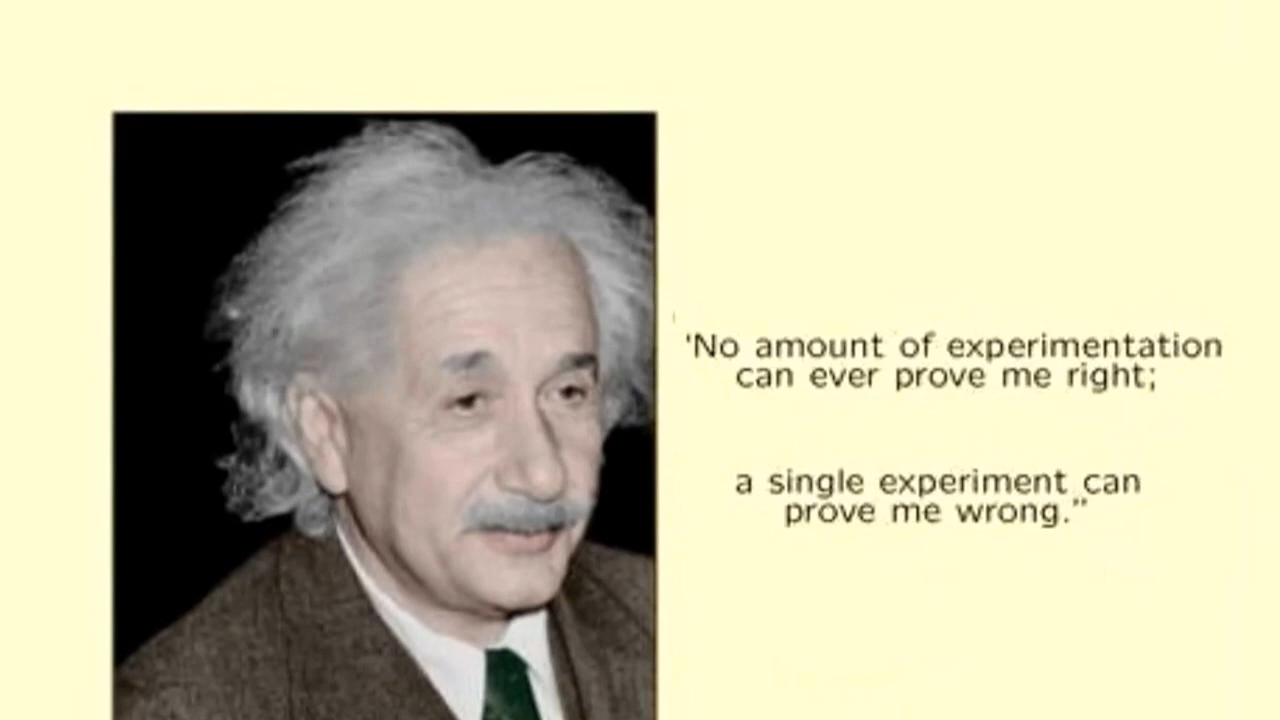 'No amount of experimentation
can ever prove me right;
a single experiment can
prove me wrong.”